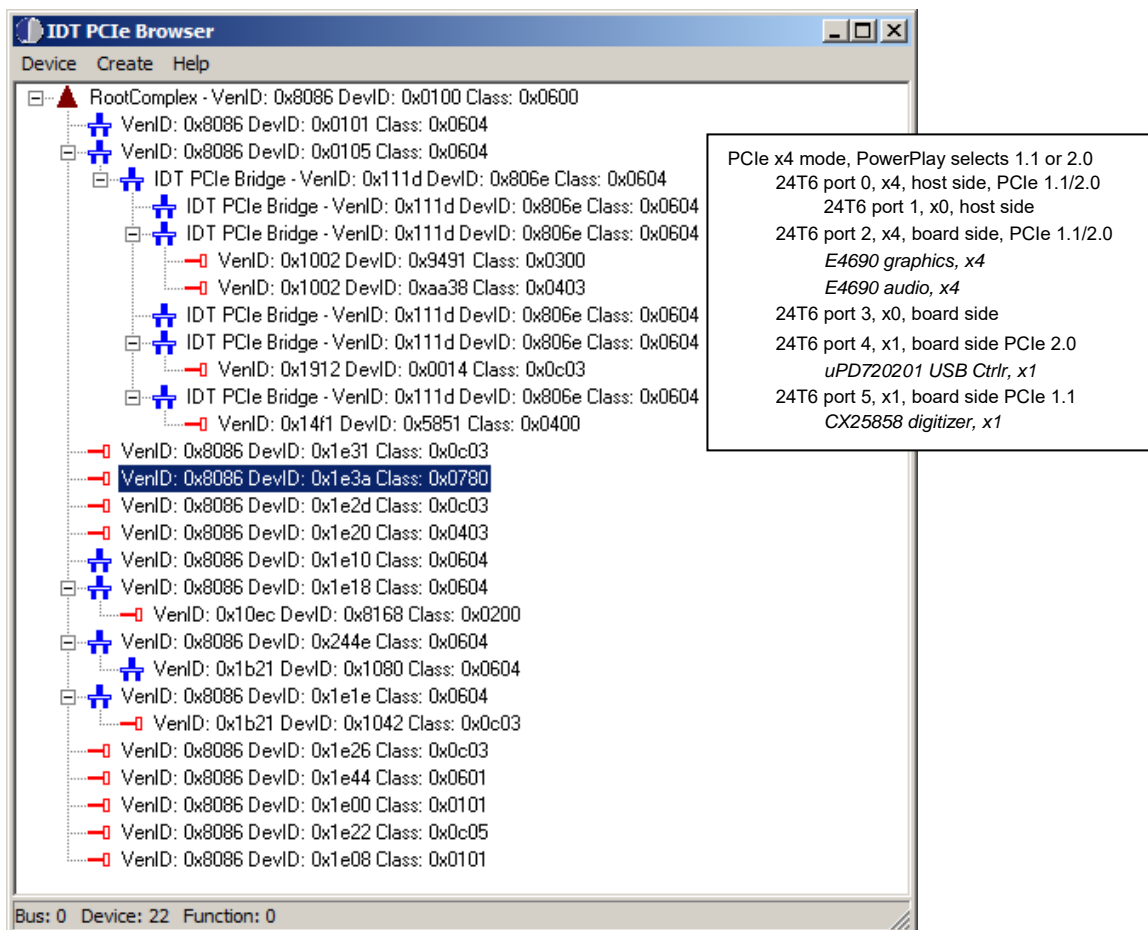 IDT PCIe Browser
Device Create Help
RootComplex - VenID: 0x8086 DevID: 0x0100 Class: 0x0600
VenID: 0x8086 DevID: 0x0101 Class: 0x0604
VenID: 0x8086 DevID: 0x0105 Class: 0x0604
IDT PCIe Bridge - VenID: 0x111d DevID: 0x806e Class: 0x0604
IDT PCIe Bridge - VenID: 0x111d DevID: 0x806e Class: 0x0604
IDT PCIe Bridge - VenID: 0x111d DevID: 0x806e Class: 0x0604
VenID: 0x1002 DevID: 0x9491 Class: 0x0300
VenID: 0x1002 DevID: 0xaa38 Class: 0x0403
IDT PCIe Bridge - VenID: 0x111d DevID: 0x806e Class: 0x0604
IDT PCIe Bridge - VenID: 0x111d DevID: 0x806e Class: 0x0604
VenID: 0x1912 DevID: 0x0014 Class: 0x0c03
IDT PCIe Bridge - VenID: 0x111d DevID: 0x806e Class: 0x0604
VenID: 0x14f1 DevID: 0x5851 Class: 0x0400
VenID: 0x8086 DevID: 0x1e31 Class: 0x0c03
VenID: 0x8086 DevID: 0x1e3a Class: 0x0780
VenID: 0x8086 DevID: 0x1e2d Class: 0x0c03
VenID: 0x8086 DevID: 0x1e20 Class: 0x0403
VenID: 0x8086 DevID: 0x1e10 Class: 0x0604
VenID: 0x8086 DevID: 0x1e18 Class: 0x0604
VenID: 0x10ec DevID: 0x8168 Class: 0x0200
VenID: 0x8086 DevID: 0x244e Class: 0x0604
VenID: 0x1b21 DevID: 0x1080 Class: 0x0604
VenID: 0x8086 DevID: 0x1e1e Class: 0x0604
VenID: 0x1b21 DevID: 0x1042 Class: 0x0c03
VenID: 0x8086 DevID: 0x1e26 Class: 0x0c03
VenID: 0x8086 DevID: 0x1e44 Class: 0x0601
VenID: 0x8086 DevID: 0x1e00 Class: 0x0101
VenID: 0x8086 DevID: 0x1e22 Class: 0x0c05
VenID: 0x8086 DevID: 0x1e08 Class: 0x0101
Bus: 0 Device: 22 Function: 0
PCIe x4 mode, PowerPlay selects 1.1 or 2.0
24T6 port 0, x4, host side, PCIe 1.1/2.0
24T6 port 1, x0, host side
24T6 port 2, x4, board side, PCIe 1.1/2.0
E4690 graphics, x4
E4690 audio, x4
24T6 port 3, x0, board side
24T6 port 4, x1, board side PCIe 2.0
uPD720201 USB Ctrlr, x1
24T6 port 5, x1, board side PCIe 1.1
CX25858 digitizer, x1